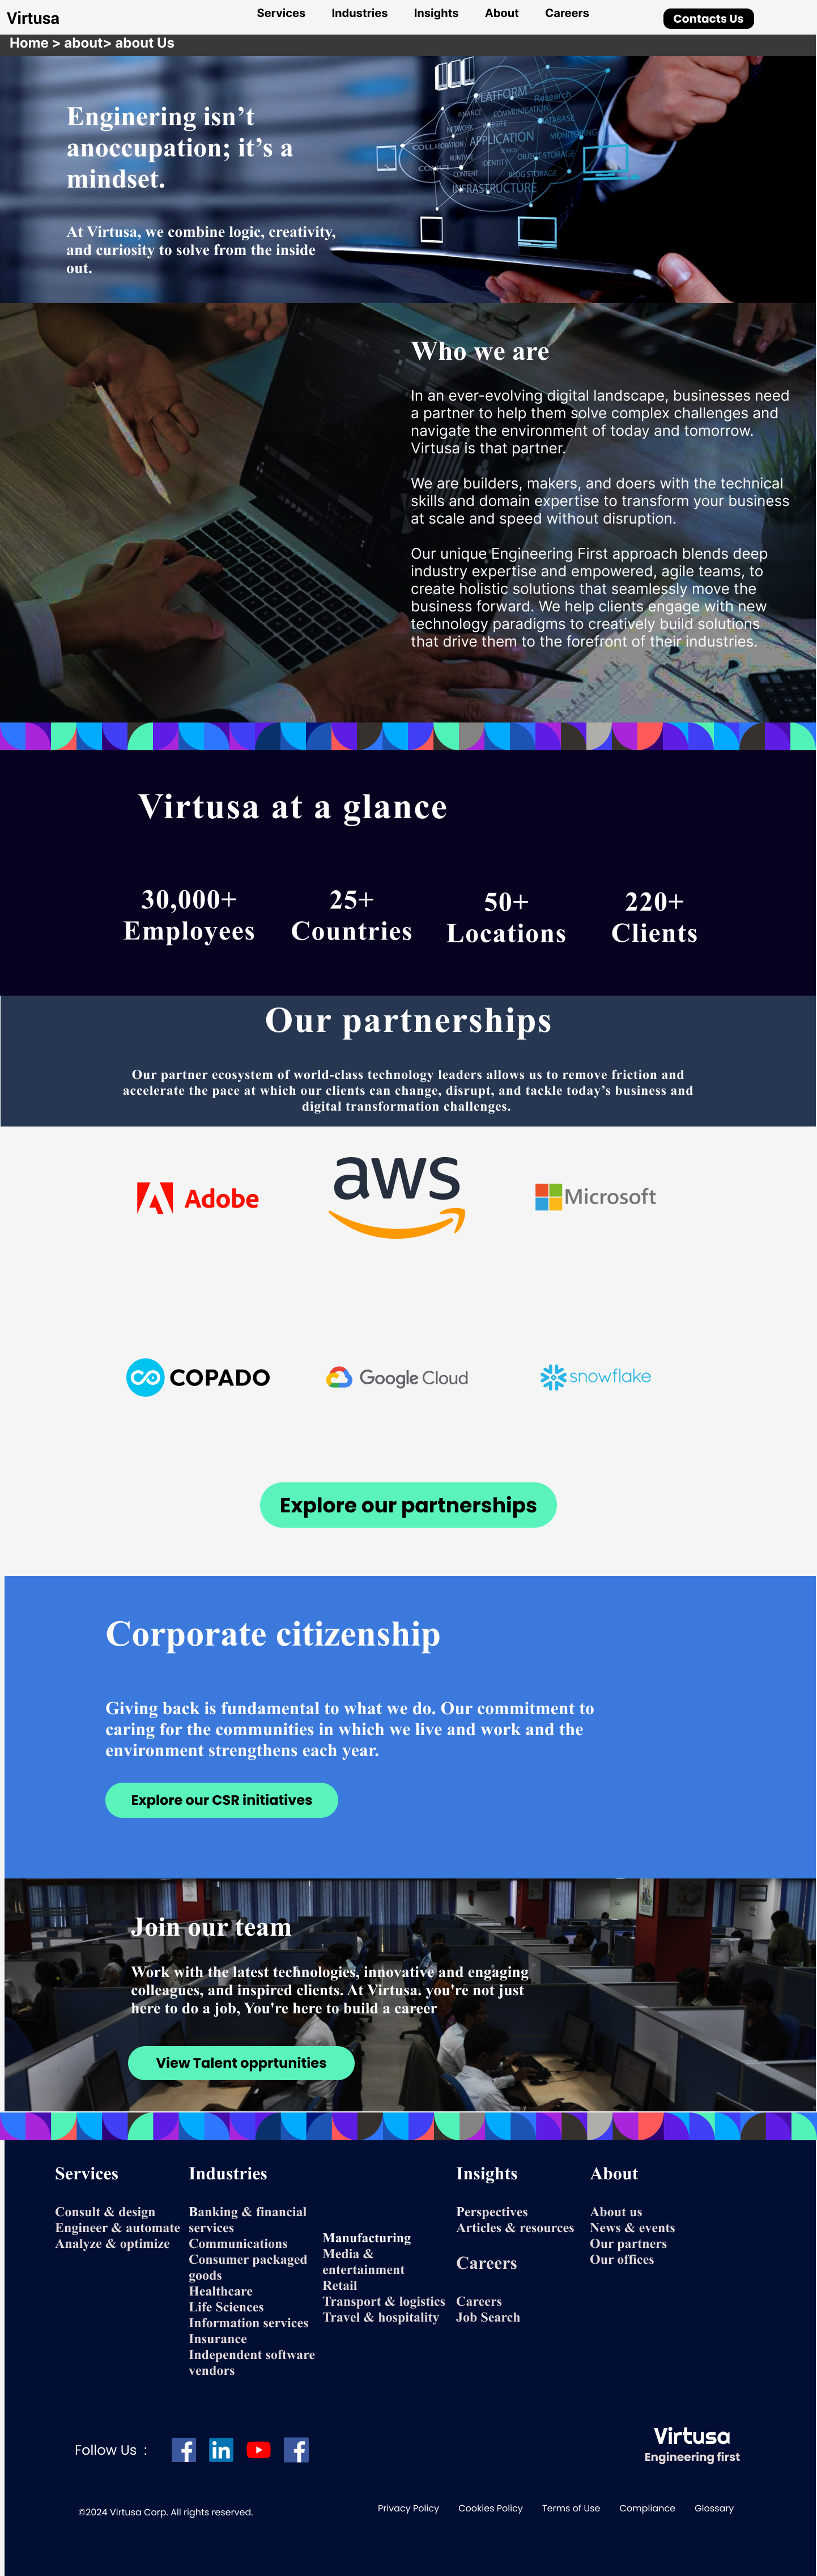 Virtusa
Services Industries Insights About Careers
Contacts Us
Home > about> about Us
Enginering isn’t
anoccupation; it’s a
mindset.
At Virtusa, we combine logic, creativity,
and curiosity to solve from the inside
out.
PLATFORM
Research
FINANCE
COMMUNICATION
DATABASE
NETWORK
WEBSITE
MONITORING
COLLABORATION
APPLICATION
SEARCH
RUNTIME
IDENTITY
OBJECT STORAGE
CONTENT
BLOG STORAGE
INFRASTRUCTURE
Who we are
In an ever-evolving digital landscape, businesses need
a partner to help them solve complex challenges and
navigate the environment of today and tomorrow.
Virtusa is that partner.
We are builders, makers, and doers with the technical
skills and domain expertise to transform your business
at scale and speed without disruption.
Our unique Engineering First approach blends deep
industry expertise and empowered, agile teams, to
create holistic solutions that seamlessly move the
business forward. We help clients engage with new
technology paradigms to creatively build solutions
that drive them to the forefront of their industries.
Virtusa at a glance
30,000+
Employees
25+
Countries
50+
Locations
220+
Clients
Our partnerships
Our partner ecosystem of world-class technology leaders allows us to remove friction and
accelerate the pace at which our clients can change, disrupt, and tackle today’s business and
digital transformation challenges.
Adobe
aws
Microsoft
COPADO
Google Cloud
snowflake
Explore our partnerships
Corporate citizenship
Giving back is fundamental to what we do. Our commitment to
caring for the communities in which we live and work and the
environment strengthens each year.
Explore our CSR initiatives
Join our team
Work with the latest technologies, innovative and engaging
colleagues, and inspired clients. At Virtusa. you're not just
here to do a job, You're here to build a career
View Talent opprtunities
Services
Consult & design
Engineer & automate
Analyze & optimize
Industries
Banking & financial
services
Communications
Consumer packaged
goods
Healthcare
Life Sciences
Information services
Insurance
Independent software
vendors
Manufacturing
Media &
entertainment
Retail
Transport & logistics
Travel & hospitality
Insights
Perspectives
Articles & resources
Careers
Careers
Job Search
About
About us
News & events
Our partners
Our offices
Follow Us :
Virtusa
Engineering first
©2024 Virtusa Corp. All rights reserved.
Privacy Policy Cookies Policy Terms of Use Compliance Glossary